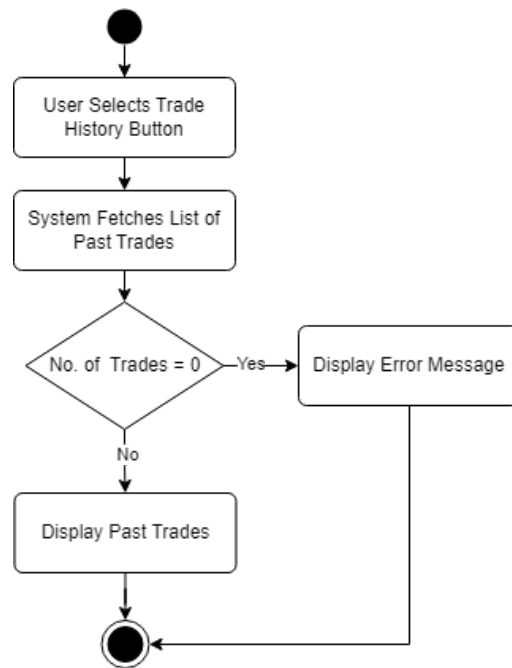 User Selects Trade
History Button
System Fetches List of
Past Trades
No. of Trades = 0
Yes
Display Error Message
No
Display Past Trades